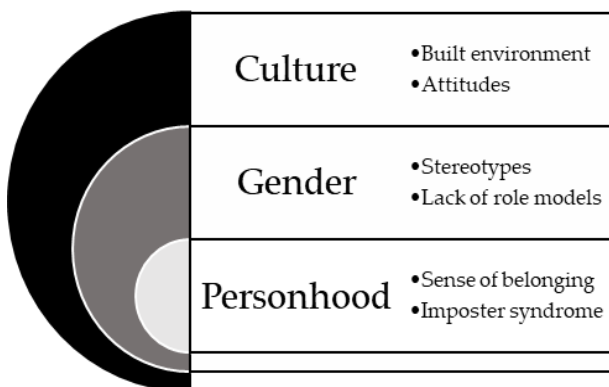 Culture
•Built environment
•Attitudes
Gender
•Stereotypes
•Lack of role models
Personhood
•Sense of belonging
•Imposter syndrome